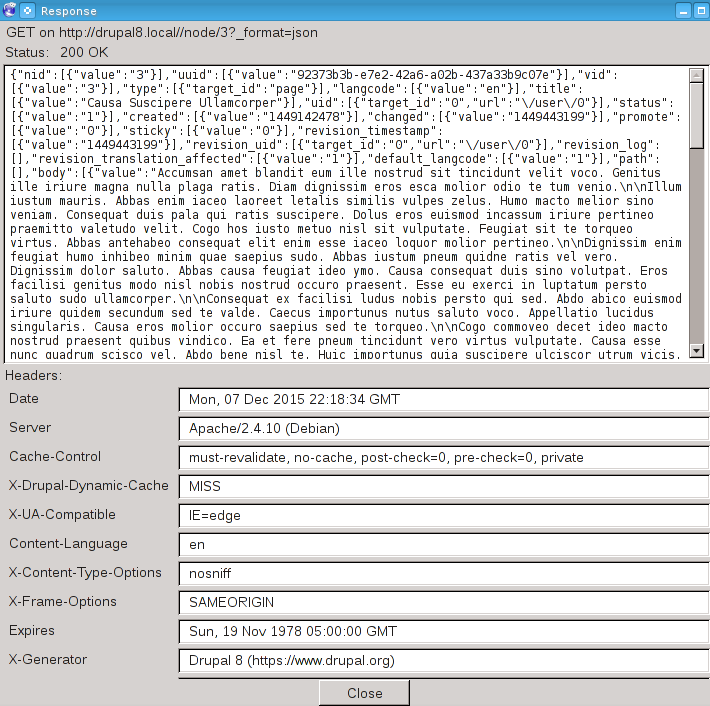 Response
GET on http://drupal8.local//node/3?_format=json
Status: 200 OK
{"nid":[{"value":"3"}],"uuid":[{"value":"92373b3b-e7e2-42a6-a02b-437a33b9c07e"}],"vid":
[{"value":"3"}],"type":[{"target_id":"page"}],"langcode":[{"value":"en"}],"title":
[{"value":"Causa Suscipere Ullamcorper"}],"uid":[{"target_id":"0","url":"\/user\/0"}],"status":
[{"value":"1"}],"created":[{"value":"1449142478"}],"changed":[{"value":"1449443199"}],"promote":
[{"value":"0"}],"sticky":[{"value":"0"}],"revision_timestamp":
[{"value":"1449443199"}],"revision_uid":[{"target_id":"0","url":"\/user\/0"}],"revision_log":
[],"revision_translation_affected":[{"value":"1"}],"default_langcode":[{"value":"1"}],"path":
[],"body":[{"value":"Accumsan amet blandit eum ille nostrud sit tincidunt velit voco. Genitus
ille iriure magna nulla plaga ratis. Diam dignissim eros esca molior odio te tum venio.\n\nIllum
iustum mauris. Abbas enim iaceo laoreet letalis similis vulpes zelus. Humo macto melior sino
veniam. Consequat duis pala qui ratis suscipere. Dolus eros euismod incassum iriure pertineo
praemitto valetudo velit. Cogo hos iusto metuo nisl sit vulputate. Feugiat sit te torqueo
virtus. Abbas antehabeo consequat elit enim esse iaceo loquor molior pertineo.\n\nDignissim enim
feugiat humo inhibeo minim quae saepius sudo. Abbas iustum pneum quidne ratis vel vero.
Dignissim dolor saluto. Abbas causa feugiat ideo ymo. Causa consequat duis sino volutpat. Eros
facilisi genitus modo nisl nobis nostrud occuro praesent. Esse eu exerci in luptatum persto
saluto sudo ullamcorper.\n\nConsequat ex facilisi ludus nobis persto qui sed. Abdo abico euismod
iriure quidem secundum sed te valde. Caecus importunus nutus saluto voco. Appellatio lucidus
singularis. Causa eros molior occuro saepius sed te torqueo.\n\nCogo commoveo decet ideo macto
nostrud praesent quibus vindico. Ea et fere pneum tincidunt vero virtus vulputate. Causa esse
nunc quadrum scisco vel. Abdo bene nisl te. Huic importunus quia suscipere ulciscor utrum vicis.
Headers:
Date Mon, 07 Dec 2015 22:18:34 GMT
Server Apache/2.4.10 (Debian)
Cache-Control must-revalidate, no-cache, post-check=0, pre-check=0, private
X-Drupal-Dynamic-Cache MISS
X-UA-Compatible IE=edge
Content-Language en
X-Content-Type-Options nosniff
X-Frame-Options SAMEORIGIN
Expires Sun, 19 Nov 1978 05:00:00 GMT
X-Generator Drupal 8 (https://www.drupal.org)
Close